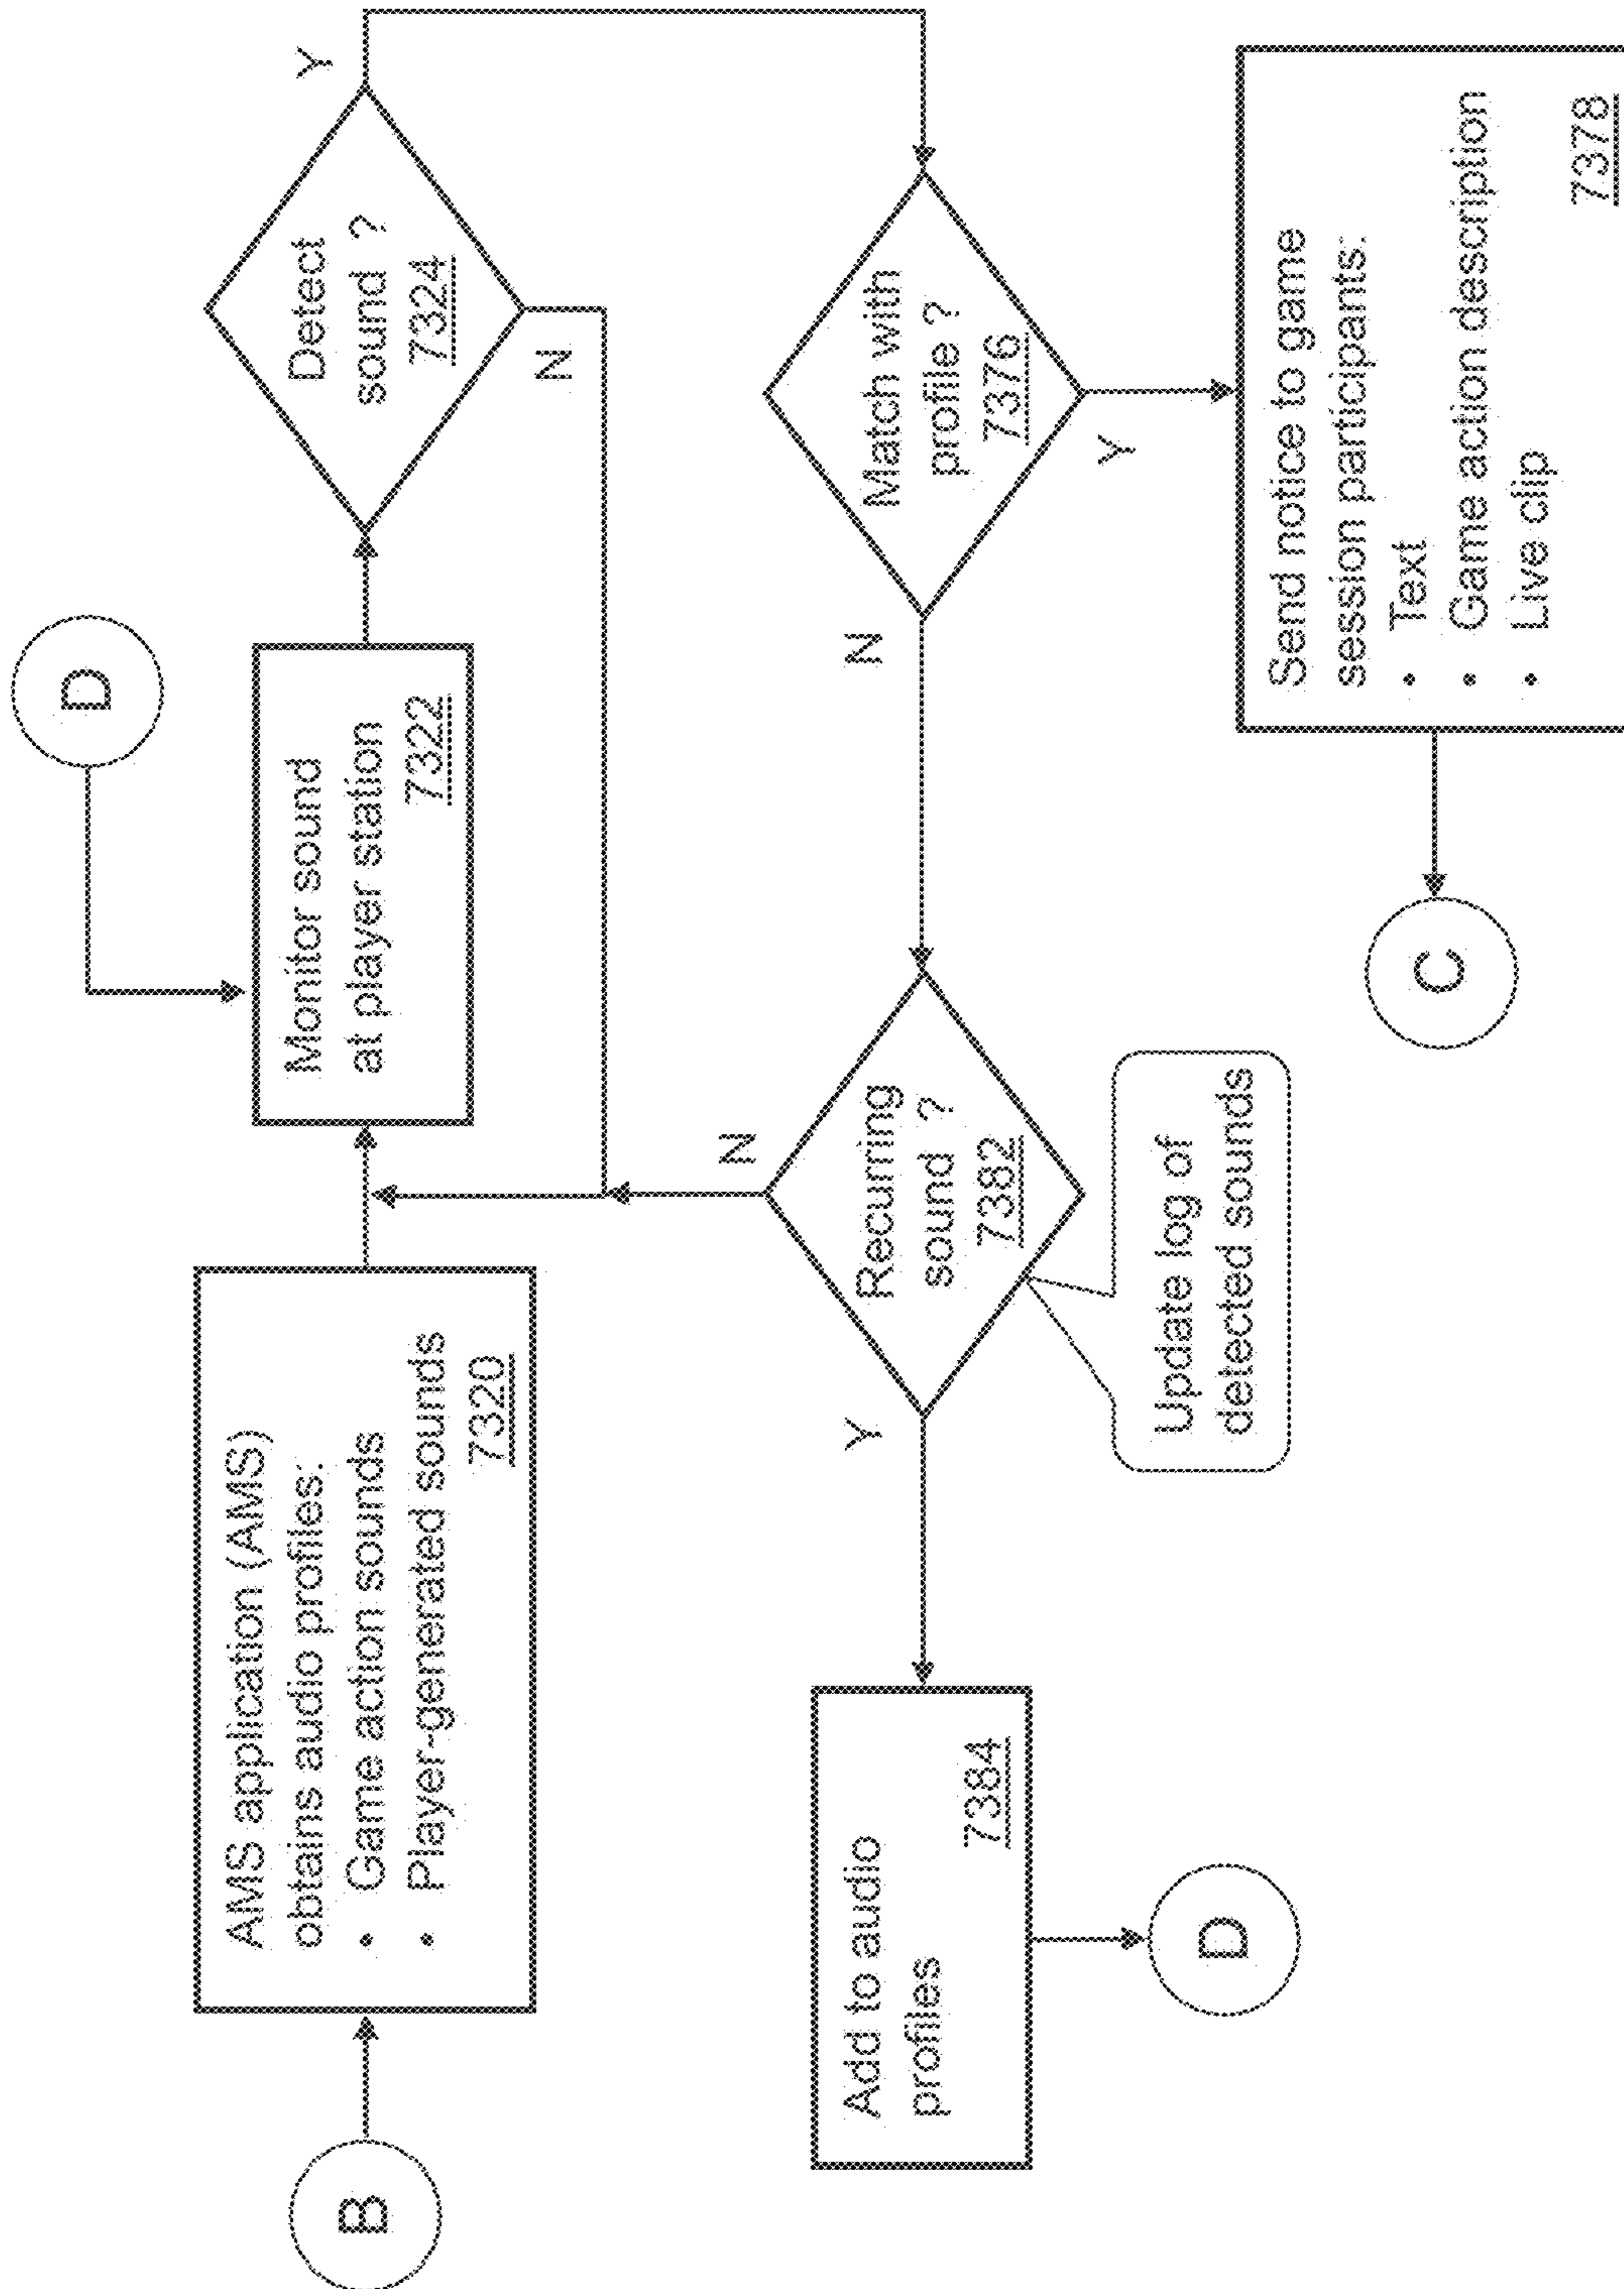 B
AMS application (AMS)
obtains audio profiles:
• Game action sounds
• Player-generated sounds
7320
D
Monitor sound
at player station
7322
Detect
sound ?
7324
Y
N
Match with
profile ?
7376
N
Y
Recurring
sound ?
7382
N
Y
Update log of
detected sounds
Add to audio
profiles
7384
D
Send notice to game
session participants:
• Text
• Game action description
• Live clip
7378
C